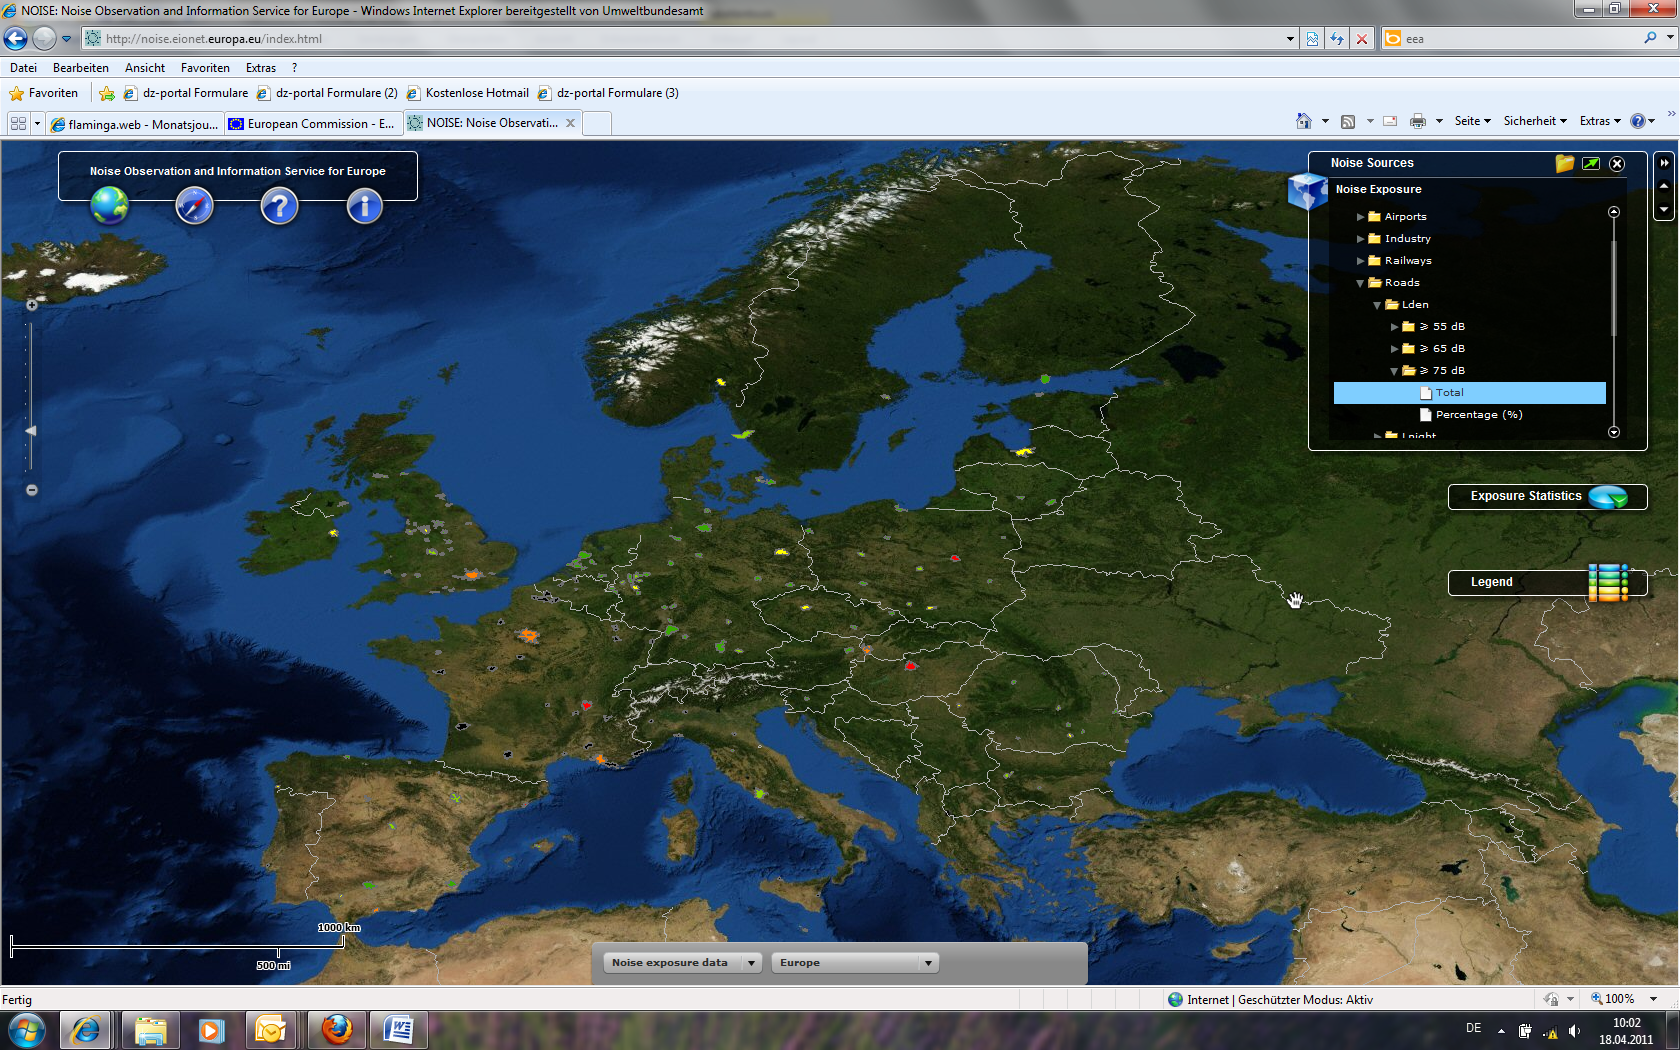 NOISE: Noise Observation and Information Service for Europe - Windows Internet Explorer bereitgestellt von Umweltbundesamt
http://noise.eionet.europa.eu/index.html
eea
Datei Bearbeiten Ansicht Favoriten Extras ?
Favoriten dz-portal Formulare dz-portal Formulare (2) Kostenlose Hotmail dz-portal Formulare (3)
flaminga.web - Monatsjou... European Commission - E... NOISE: Noise Observati... Seite Sicherheit Extras
Noise Observation and Information Service for Europe
Noise Sources
Noise Exposure
Airports
Industry
Railways
Roads
Lden
≥ 55 dB
≥ 65 dB
≥ 75 dB
Total
Percentage (%)
Lnight
Exposure Statistics
Legend
1000 km
500 mi
Noise exposure data Europe
Fertig Internet | Geschützter Modus: Aktiv 100%
DE 10:02
18.04.2011